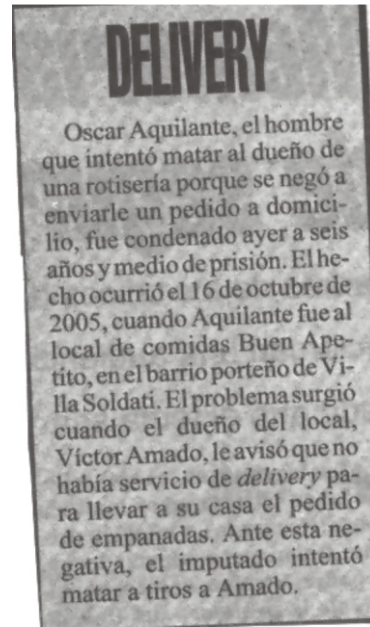 DELIVERY
Oscar Aquilante, el hombre
que intentó matar al dueño de
una rotisería porque se negó a
enviarle un pedido a domici-
lio, fue condenado ayer a seis
años y medio de prisión. El he-
cho ocurrió el 16 de octubre de
2005, cuando Aquilante fue al
local de comidas Buen Ape-
tito, en el barrio porteño de Vi-
lla Soldati. El problema surgió
cuando el dueño del local,
Víctor Amado, le avisó que no
había servicio de delivery pa-
ra llevar a su casa el pedido
de empanadas. Ante esta ne-
gativa, el imputado intentó
matar a tiros a Amado.